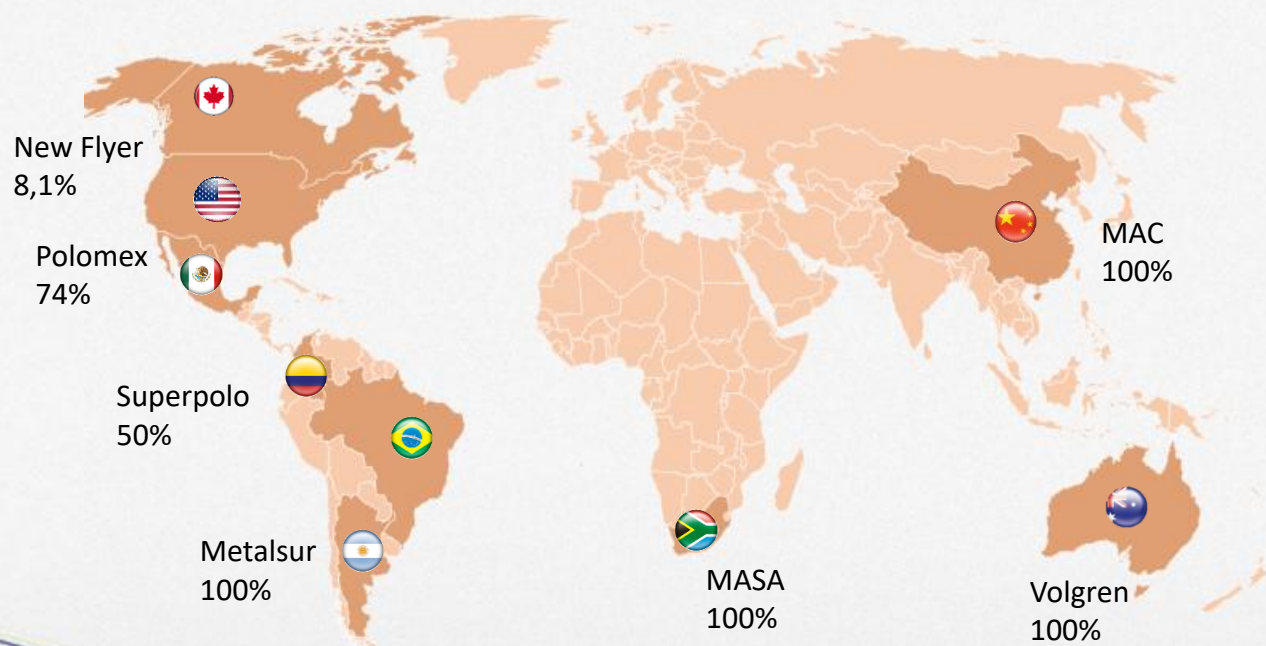 New Flyer
8,1%
Polomex
74%
Superpolo
50%
Metalsur
100%
MASA
100%
MAC
100%
Volgren
100%